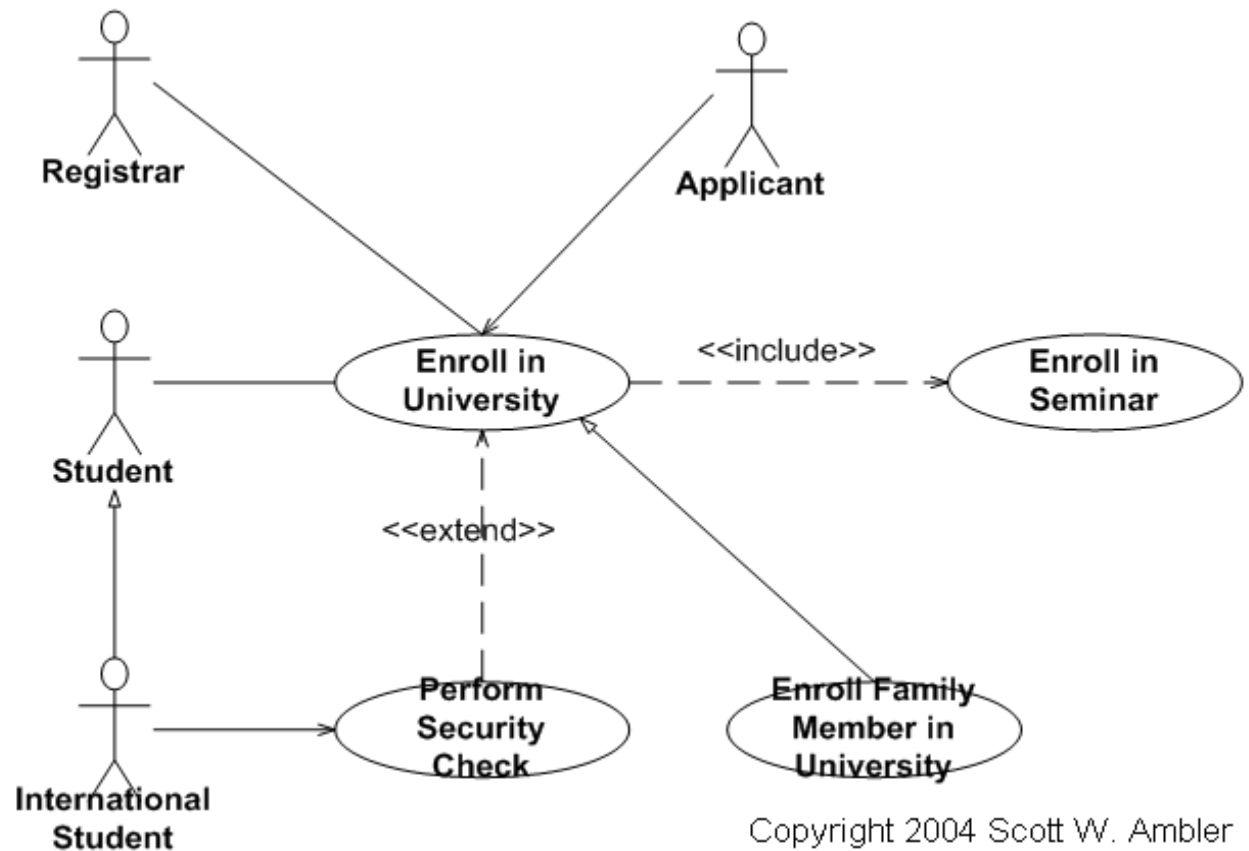 Registrar
Applicant
Enroll in
University
<<include>>
Enroll in
Seminar
Student
<<extend>>
Perform
Security
Check
Enroll Family
Member in
University
International
Student
Copyright 2004 Scott W. Ambler